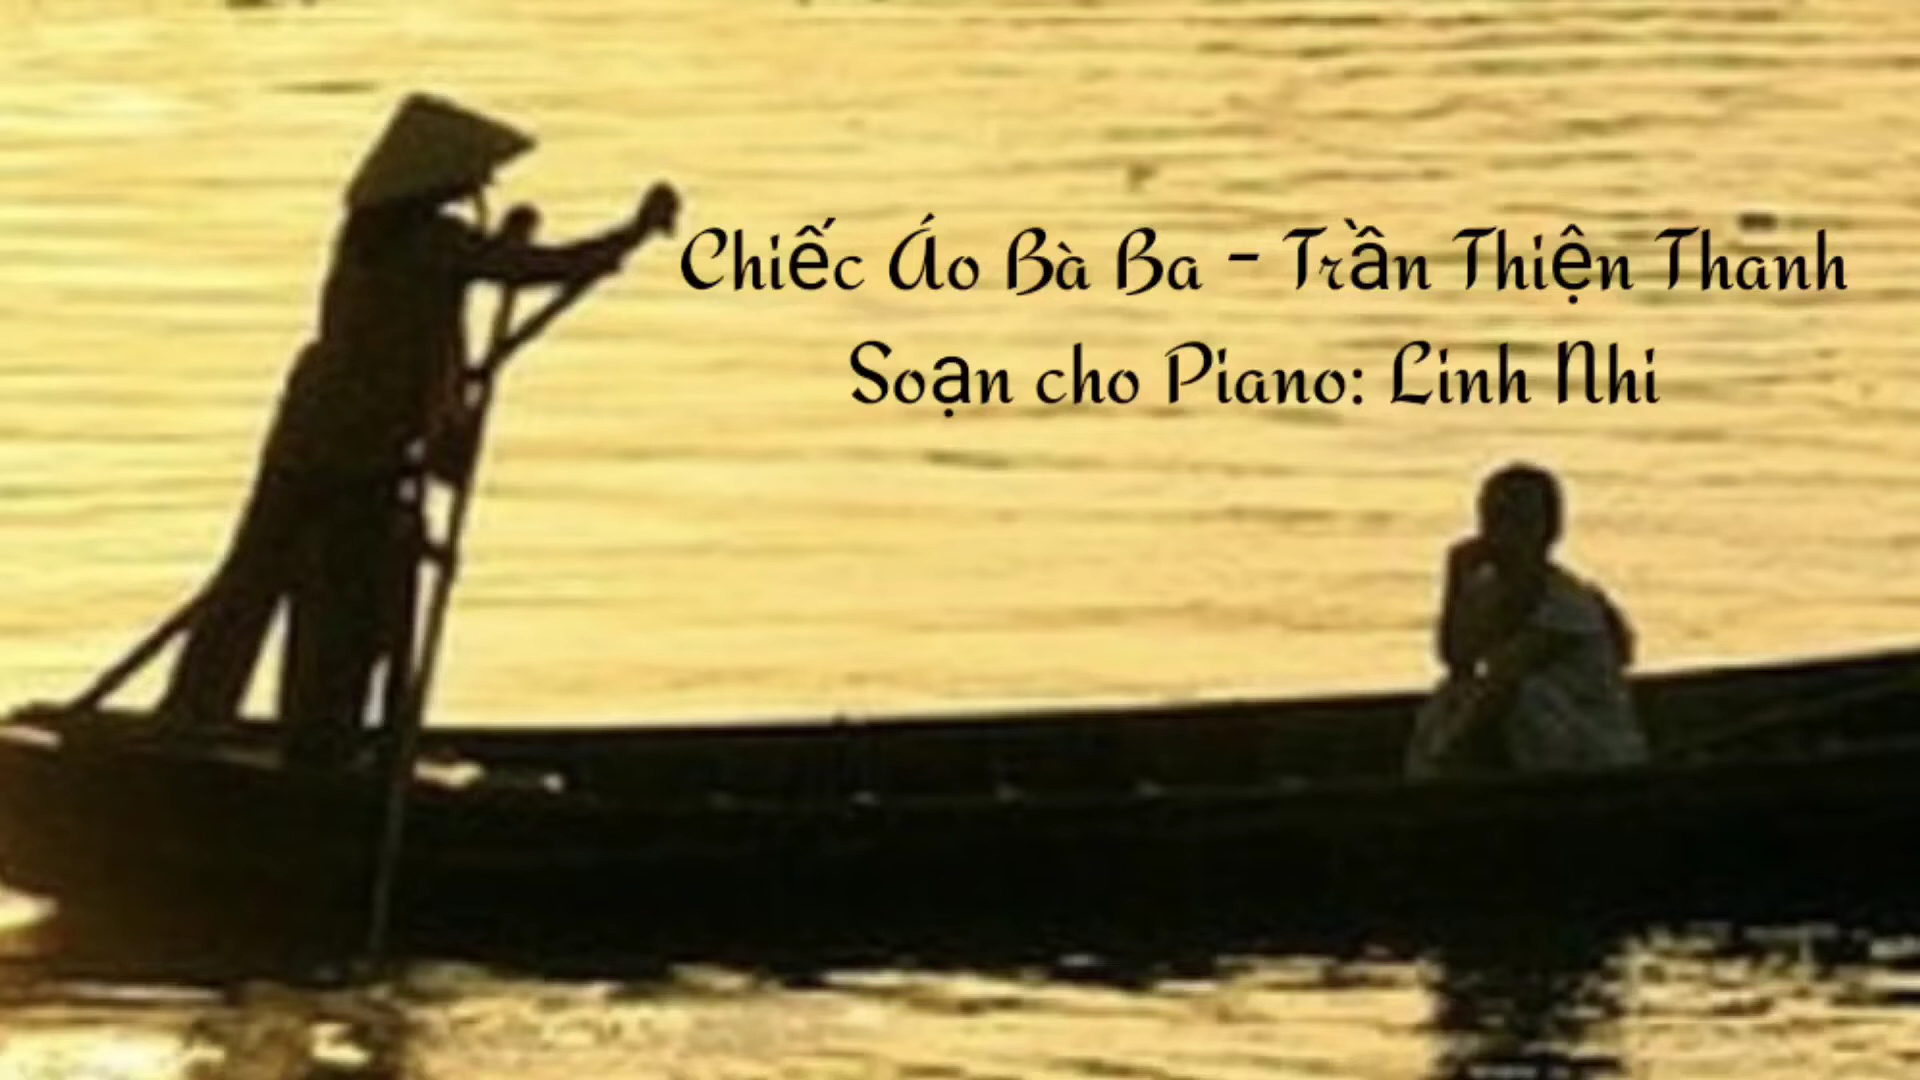 Chiếc Áo Bà Ba - Trần Thiện Thanh
Soạn cho Piano: Linh Nhi